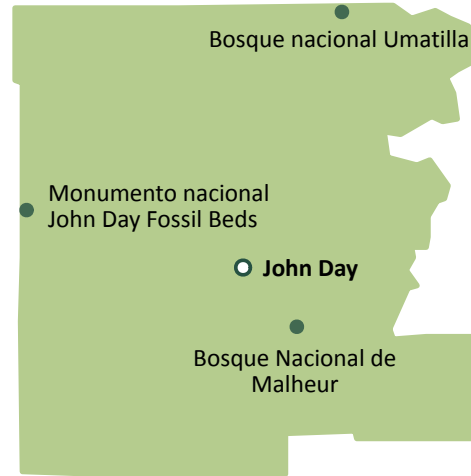 Bosque nacional Umatilla
Monumento nacional
John Day Fossil Beds
John Day
Bosque Nacional de
Malheur